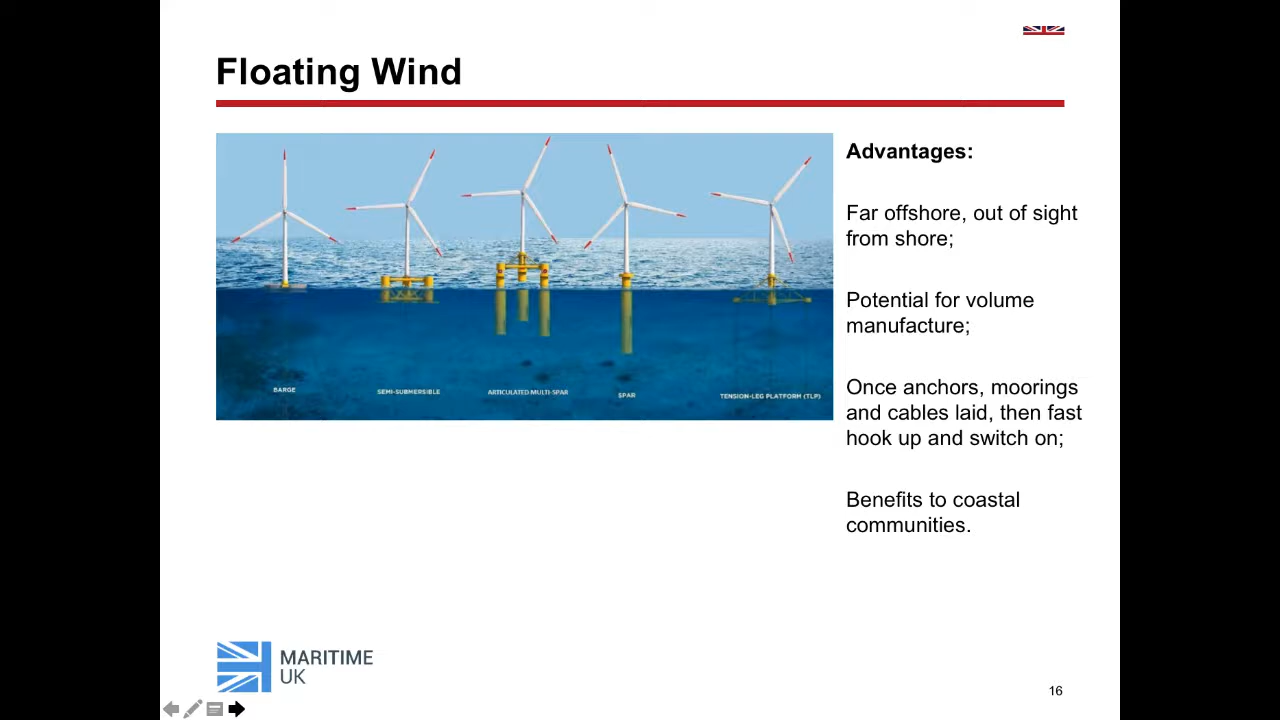 Floating Wind
BARGE
SEMI-SUBMERSIBLE
ARTICULATED MULTI-SPAR
SPAR
TENSION-LEG PLATFORM (TLP)
Advantages:
Far offshore, out of sight
from shore;
Potential for volume
manufacture;
Once anchors, moorings
and cables laid, then fast
hook up and switch on;
Benefits to coastal
communities.
MARITIME
UK
16